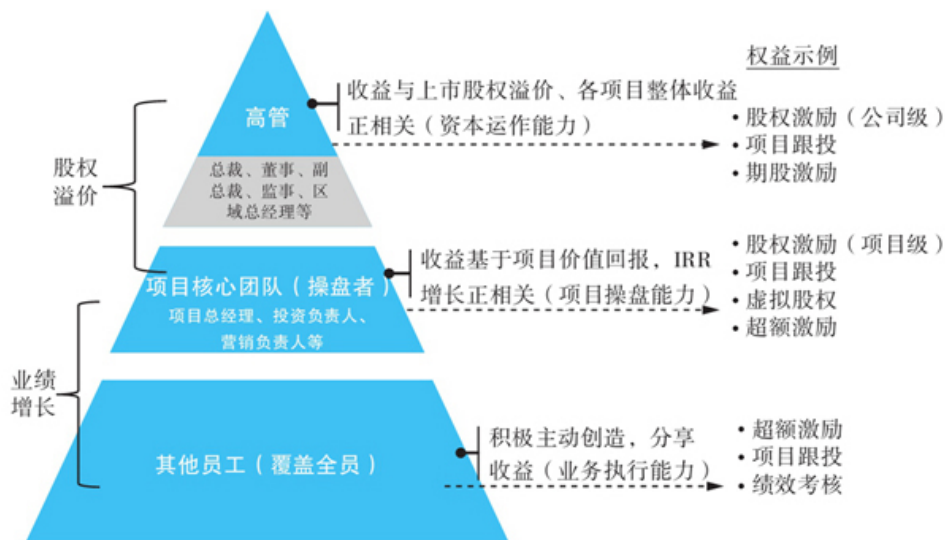 权益示例
高管
收益与上市股权溢价、各项目整体收益
正相关（资本运作能力）
• 股权激励（公司级）
• 项目跟投
• 期股激励
股权
溢价
总裁、董事、副
总裁、监事、区
域总经理等
项目核心团队（操盘者）
项目总经理、投资负责人、
营销负责人等
收益基于项目价值回报，IRR
增长正相关（项目操盘能力）
• 股权激励（项目级）
• 项目跟投
• 虚拟股权
• 超额激励
业绩
增长
其他员工（覆盖全员）
积极主动创造，分享
收益（业务执行能力）
• 超额激励
• 项目跟投
• 绩效考核